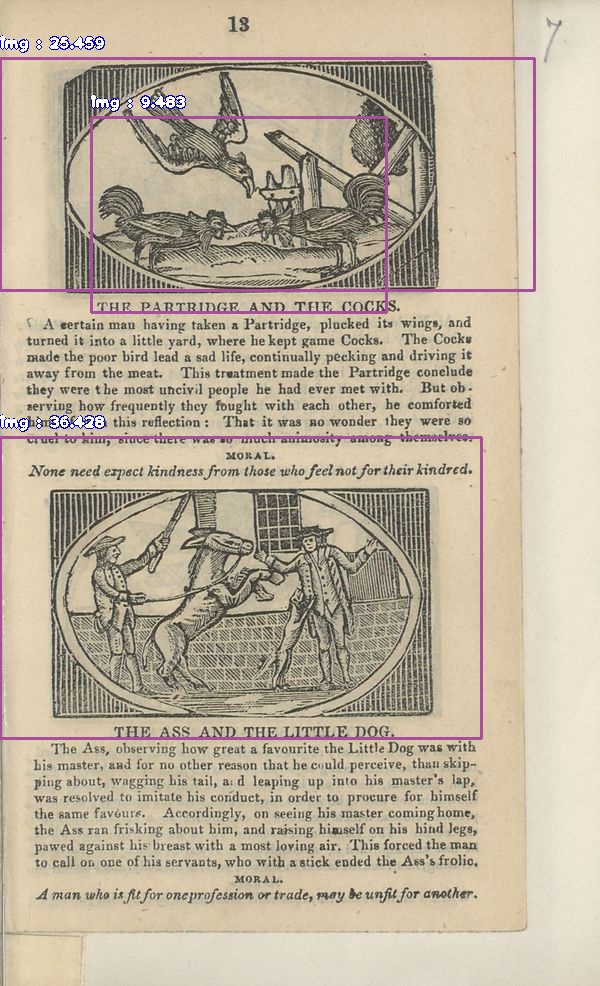 13
7
Img : 25.459
Img : 9.483
THE PARTRIDGE AND THE COCKS.
A certain man having taken a Partridge, plucked its wings, and
turned it into a little yard, where he kept game Cocks. The Cocks
made the poor bird lead a sad life, continually pecking and driving it
away from the meat. This treatment made the Partridge conclude
they were the most uncivil people he had ever met with. But ob-
serving how frequently they fought with each other, he comforted
Img : 36.428
this reflection : That it was no wonder they were so
cruel to him, since there was so much animosity among themselves.
MORAL.
None need expect kindness from those who feel not for their kindred.
THE ASS AND THE LITTLE DOG.
The Ass, observing how great a favourite the Little Dog was with
his master, and for no other reason that he could perceive, than skip-
ping about, wagging his tail, and leaping up into his master's lap,
was resolved to imitate his conduct, in order to procure for himself
the same favours. Accordingly, on seeing his master coming home,
the Ass ran frisking about him, and raising himself on his hind legs,
pawed against his breast with a most loving air. This forced the man
to call on one of his servants, who with a stick ended the Ass's frolic.
MORAL.
A man who is fit for one profession or trade, may be unfit for another.